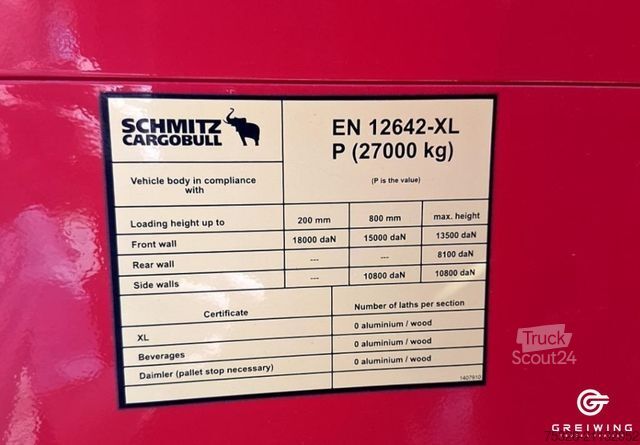 SCHMITZ
CARGOBULL
EN 12642-XL
P (27000 kg)
Vehicle body in compliance
with
(P is the value)
Loading height up to 200 mm 800 mm max. height
Front wall 18000 daN 15000 daN 13500 daN
Rear wall --- --- 8100 daN
Side walls --- 10800 daN 10800 daN
Certificate Number of laths per section
XL 0 aluminium / wood
Beverages 0 aluminium / wood
Daimler (pallet stop necessary) 0 aluminium / wood
1407910
Truck
Scout24
GREIWING